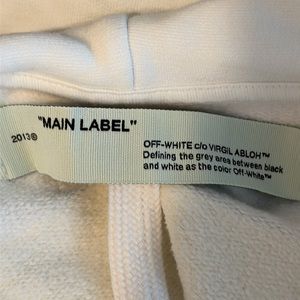 "MAIN LABEL"
2013®
OFF-WHITE c/o VIRGIL ABLOH™
Defining the grey area between black
and white as the color Off-White™